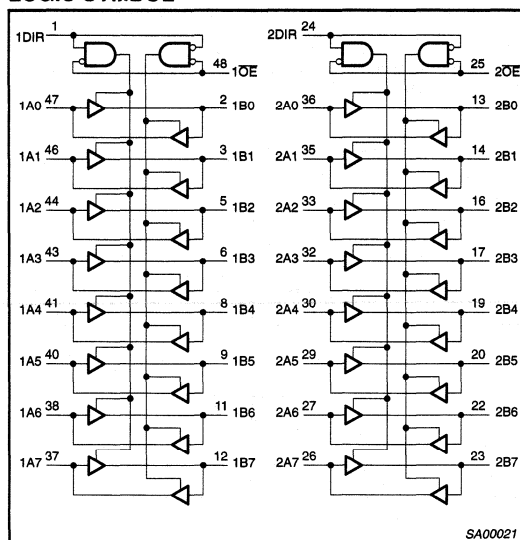 1DIR 1
48 1OE
1A0 47 2 1B0
1A1 46 3 1B1
1A2 44 5 1B2
1A3 43 6 1B3
1A4 41 8 1B4
1A5 40 9 1B5
1A6 38 11 1B6
1A7 37 12 1B7
2DIR 24
25 2OE
2A0 36 13 2B0
2A1 35 14 2B1
2A2 33 16 2B2
2A3 32 17 2B3
2A4 30 19 2B4
2A5 29 20 2B5
2A6 27 22 2B6
2A7 26 23 2B7
SA00021